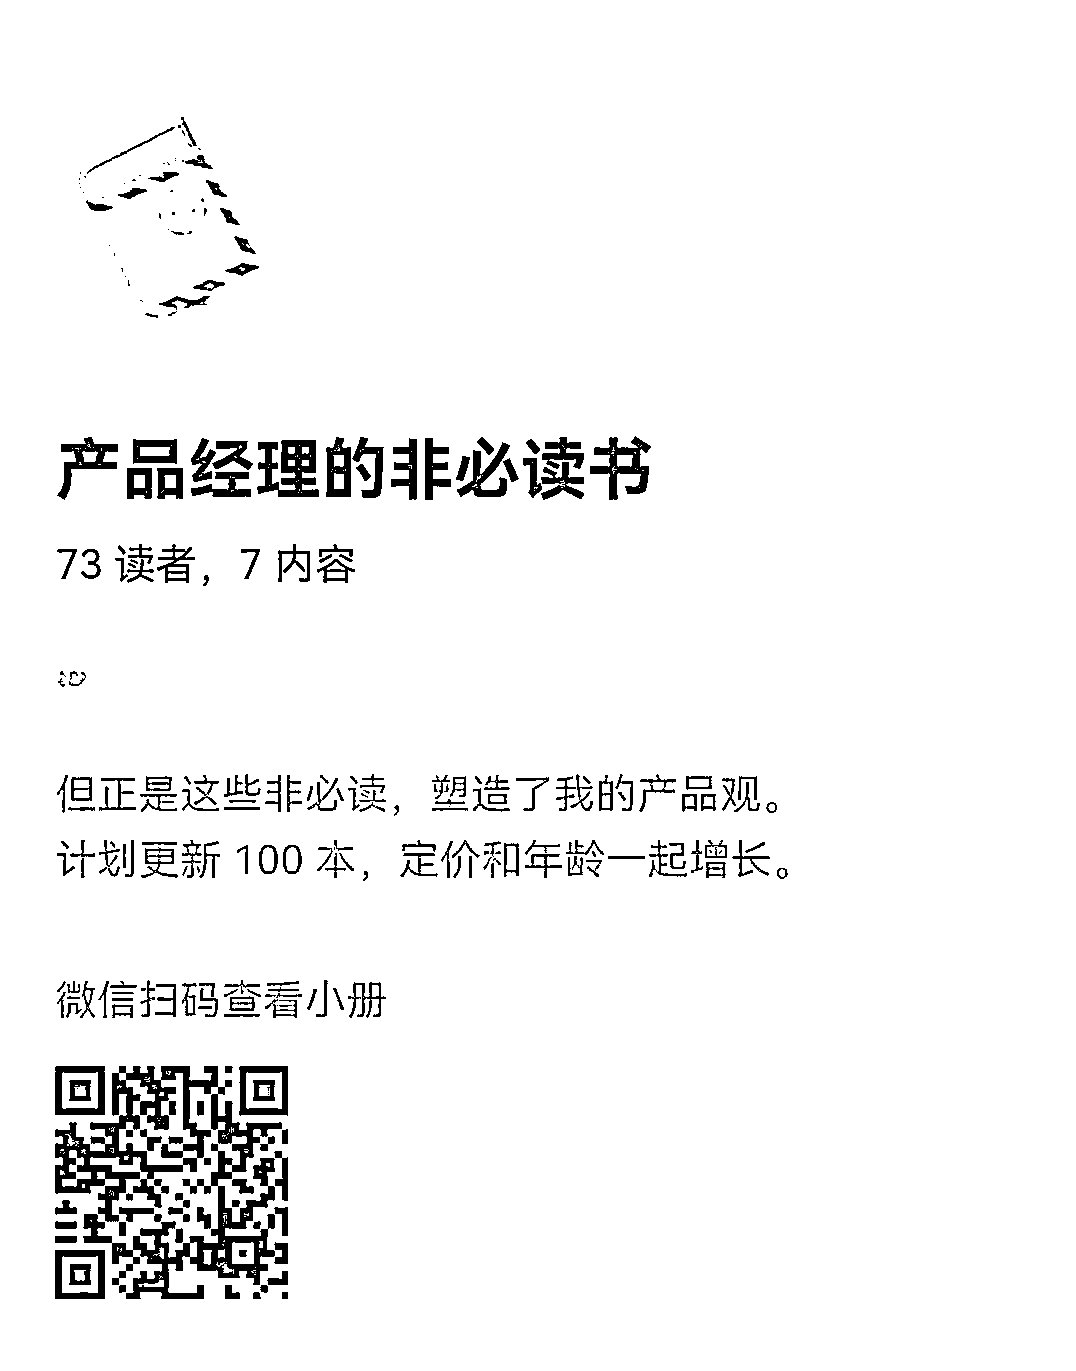 产品经理的非必读书
73 读者，7 内容
但正是这些非必读，塑造了我的产品观。
计划更新 100 本，定价和年龄一起增长。
微信扫码查看小册